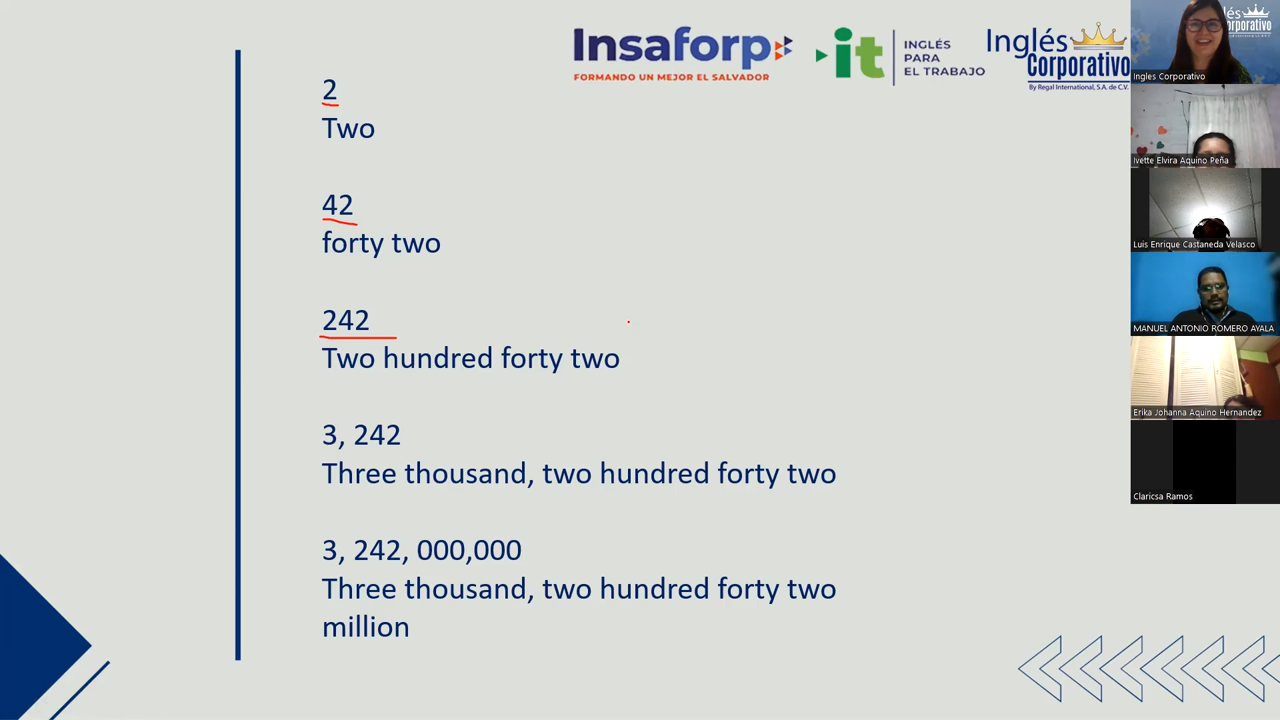 Insaforp
FORMANDO UN MEJOR EL SALVADOR
it
INGLÉS
PARA
EL TRABAJO
Inglés
Corporativo
By Regal International, S.A. de C.V.
2
Two
42
forty two
242
Two hundred forty two
3, 242
Three thousand, two hundred forty two
3, 242, 000,000
Three thousand, two hundred forty two
million
Ingles Corporativo
Ivette Elvira Aquino Peña
Luis Enrique Castaneda Velasco
MANUEL ANTONIO ROMERO AYALA
Erika Johanna Aquino Hernandez
Claricsa Ramos